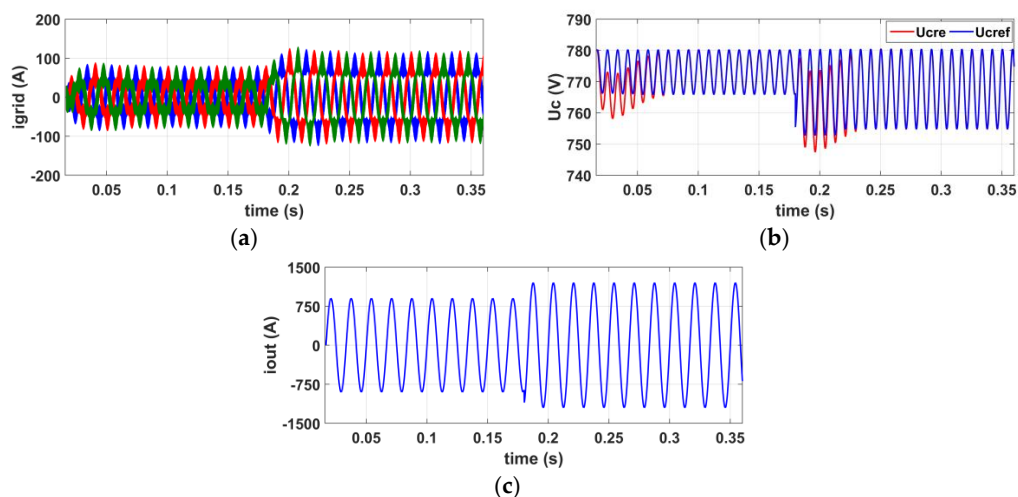 200
100
0
-100
-200
igrid (A)
0.05 0.1 0.15 0.2 0.25 0.3 0.35
time (s)
(a)
790
780
770
760
750
740
Uc (V)
Ucre Ucref
0.05 0.1 0.15 0.2 0.25 0.3 0.35
time (s)
(b)
1500
750
0
-750
-1500
iout (A)
0.05 0.1 0.15 0.2 0.25 0.3 0.35
time (s)
(c)